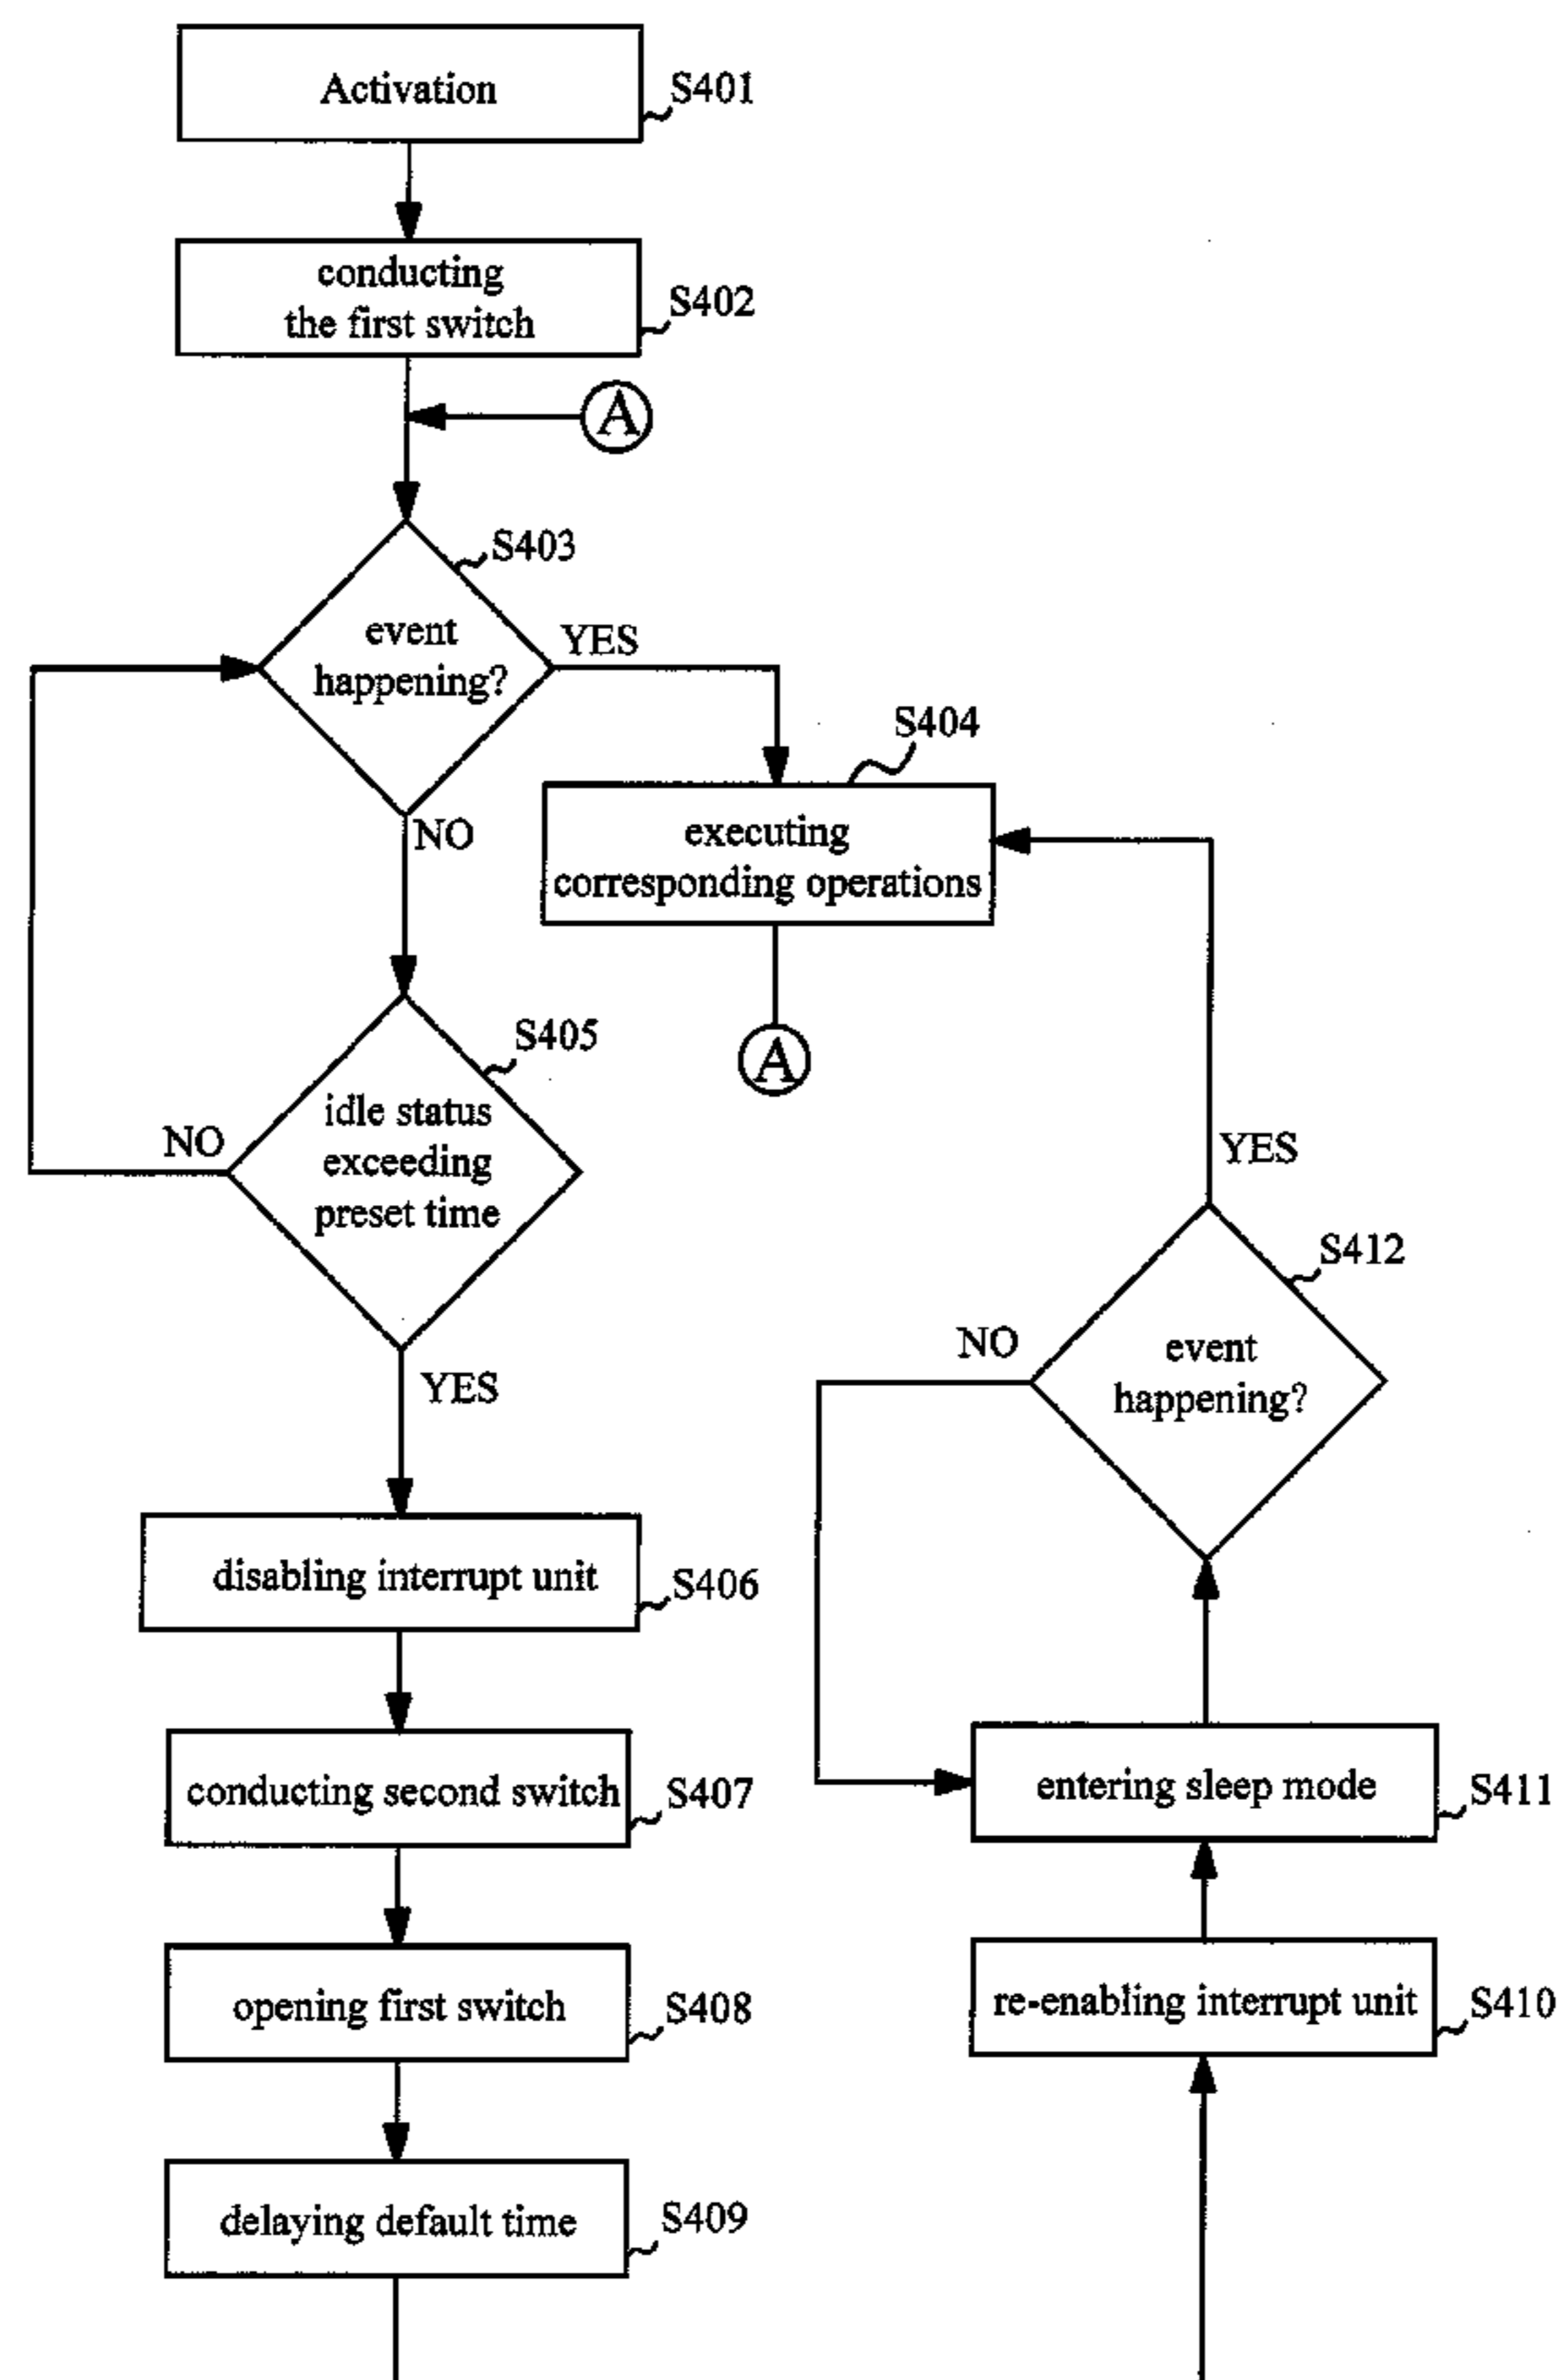 Activation
S401
conducting
the first switch
S402
A
S403
event
happening?
YES
NO
S404
executing
corresponding operations
A
S405
idle status
exceeding
preset time
NO
YES
S412
event
happening?
YES
NO
disabling interrupt unit
S406
conducting second switch
S407
entering sleep mode
S411
opening first switch
S408
re-enabling interrupt unit
S410
delaying default time
S409